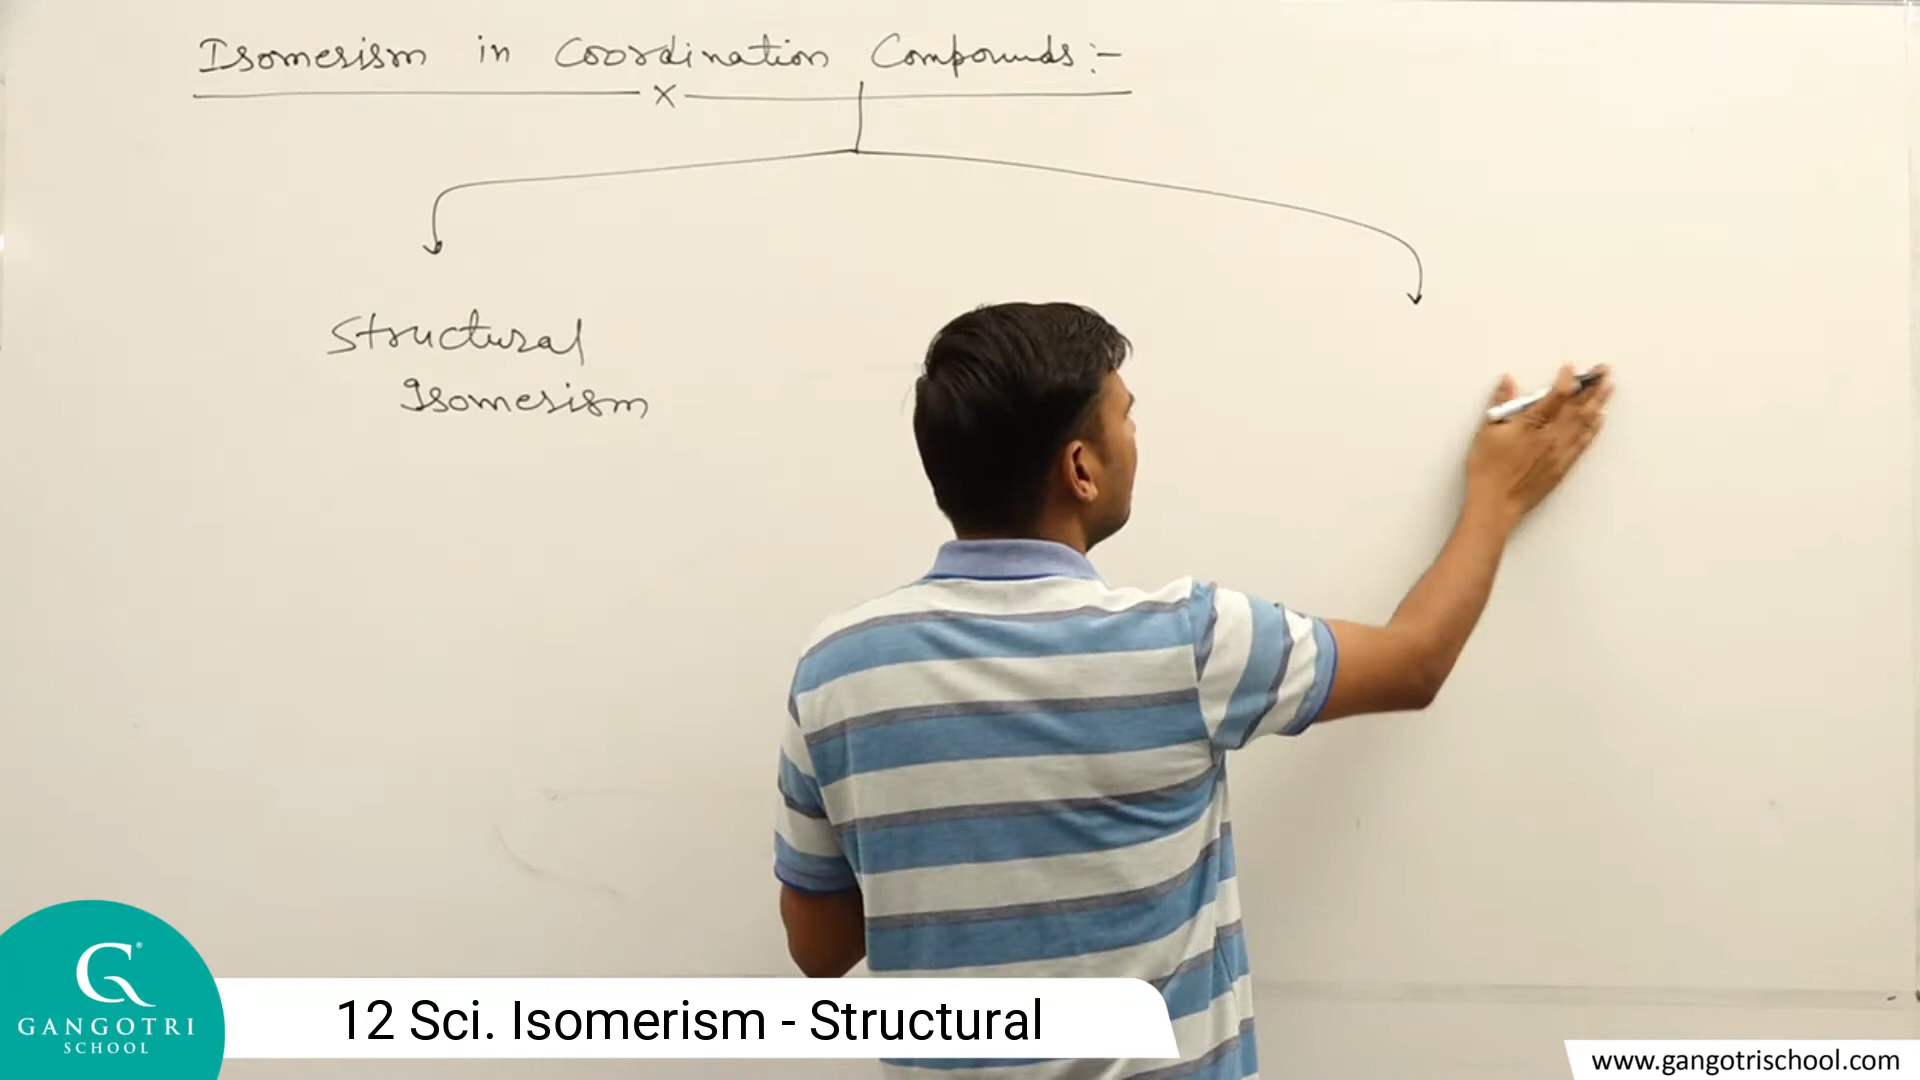 Isomerism in Coordination Compounds:-
x
Structural
Isomerism
G®
GANGOTRI
SCHOOL
12 Sci. Isomerism - Structural
www.gangotrischool.com